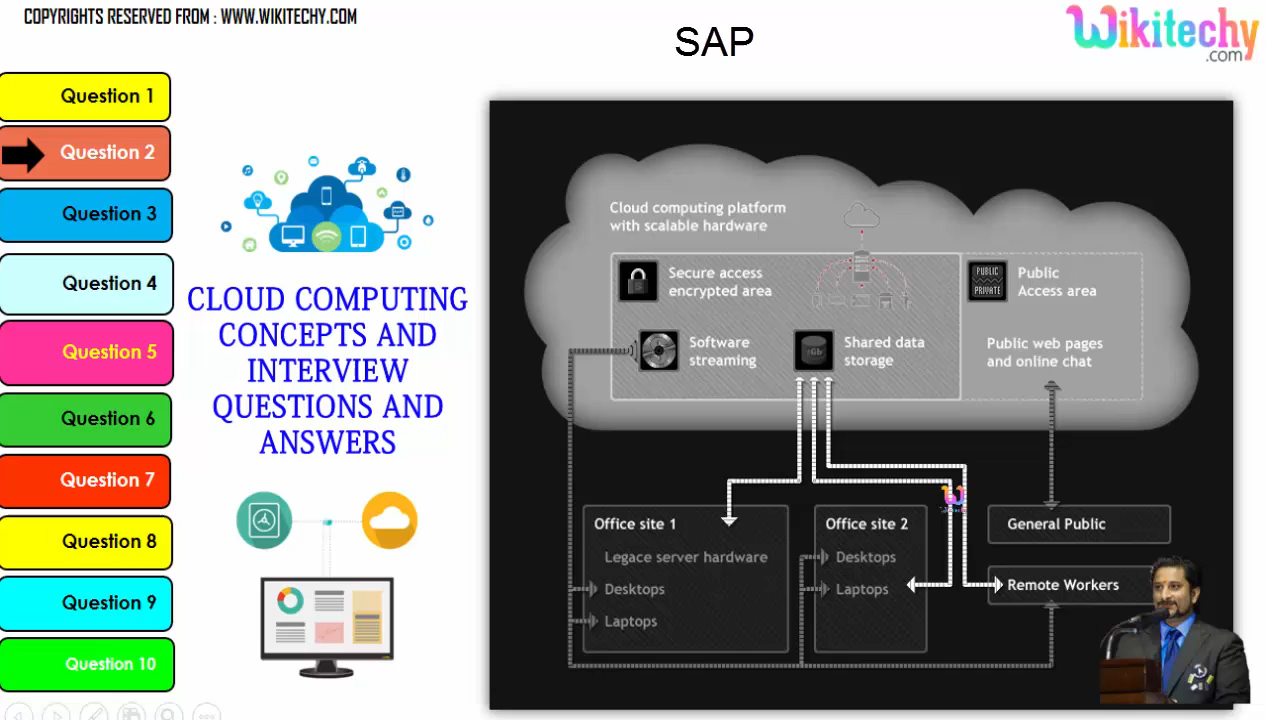 COPYRIGHTS RESERVED FROM : WWW.WIKITECHY.COM
SAP
Wikitechy
.com
Question 1
Question 2
Question 3
Question 4
Question 5
Question 6
Question 7
Question 8
Question 9
Question 10
CLOUD COMPUTING
CONCEPTS AND
INTERVIEW
QUESTIONS AND
ANSWERS
Cloud computing platform
with scalable hardware
Secure access
encrypted area
PUBLIC
PRIVATE
Public
Access area
Software
streaming
Shared data
storage
Public web pages
and online chat
Office site 1
Legace server hardware
Desktops
Laptops
Office site 2
Desktops
Laptops
General Public
Remote Workers